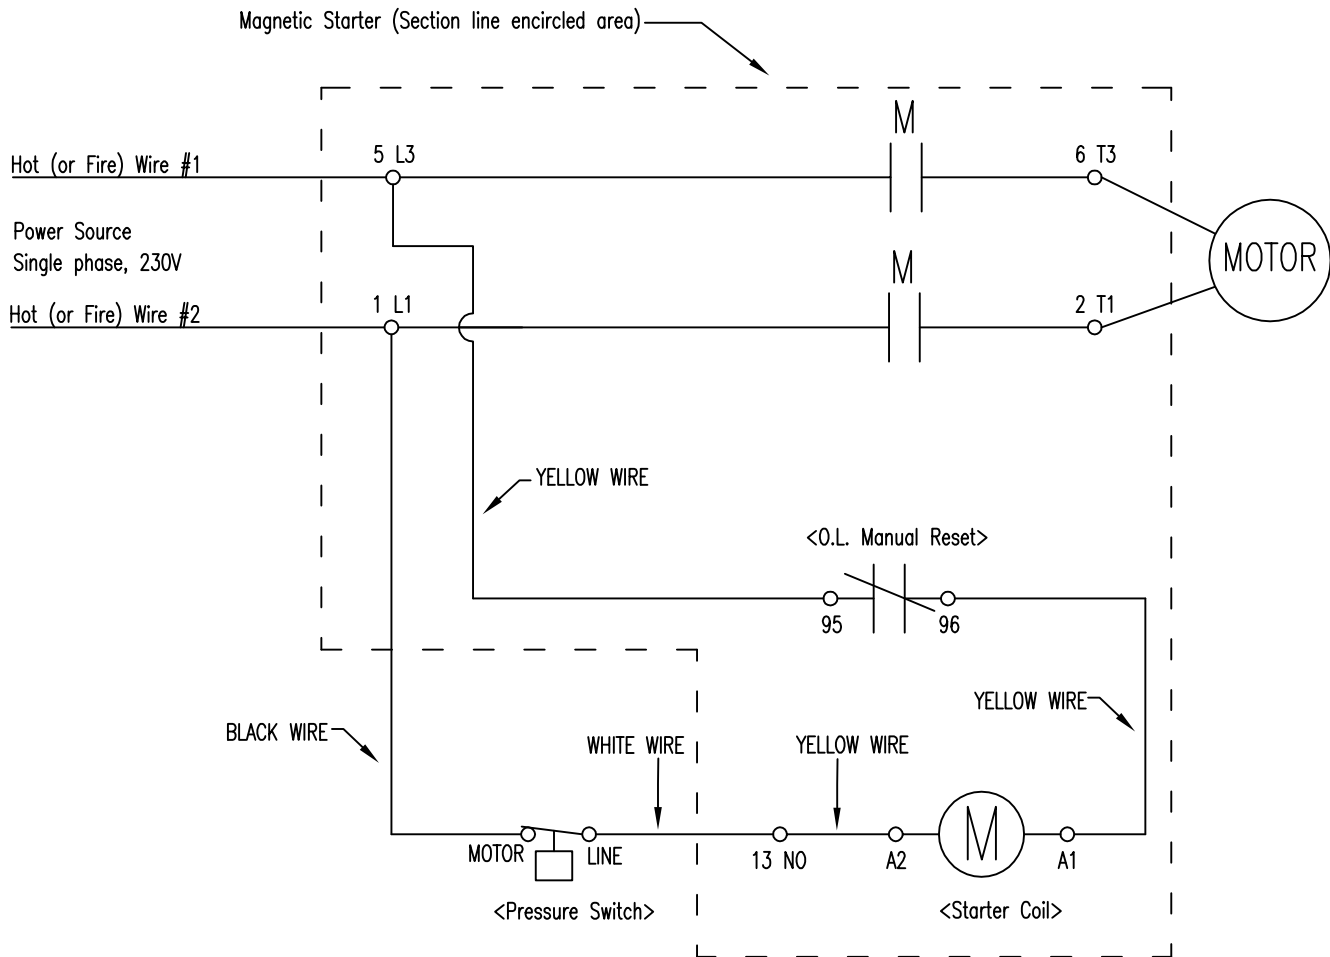 Magnetic Starter (Section line encircled area)
M
Hot (or Fire) Wire #1
5 L3
6 T3
Power Source
Single phase, 230V
MOTOR
M
Hot (or Fire) Wire #2
1 L1
2 T1
YELLOW WIRE
<O.L. Manual Reset>
95
96
YELLOW WIRE
BLACK WIRE
WHITE WIRE
YELLOW WIRE
M
MOTOR
LINE
13 NO
A2
A1
<Pressure Switch>
<Starter Coil>